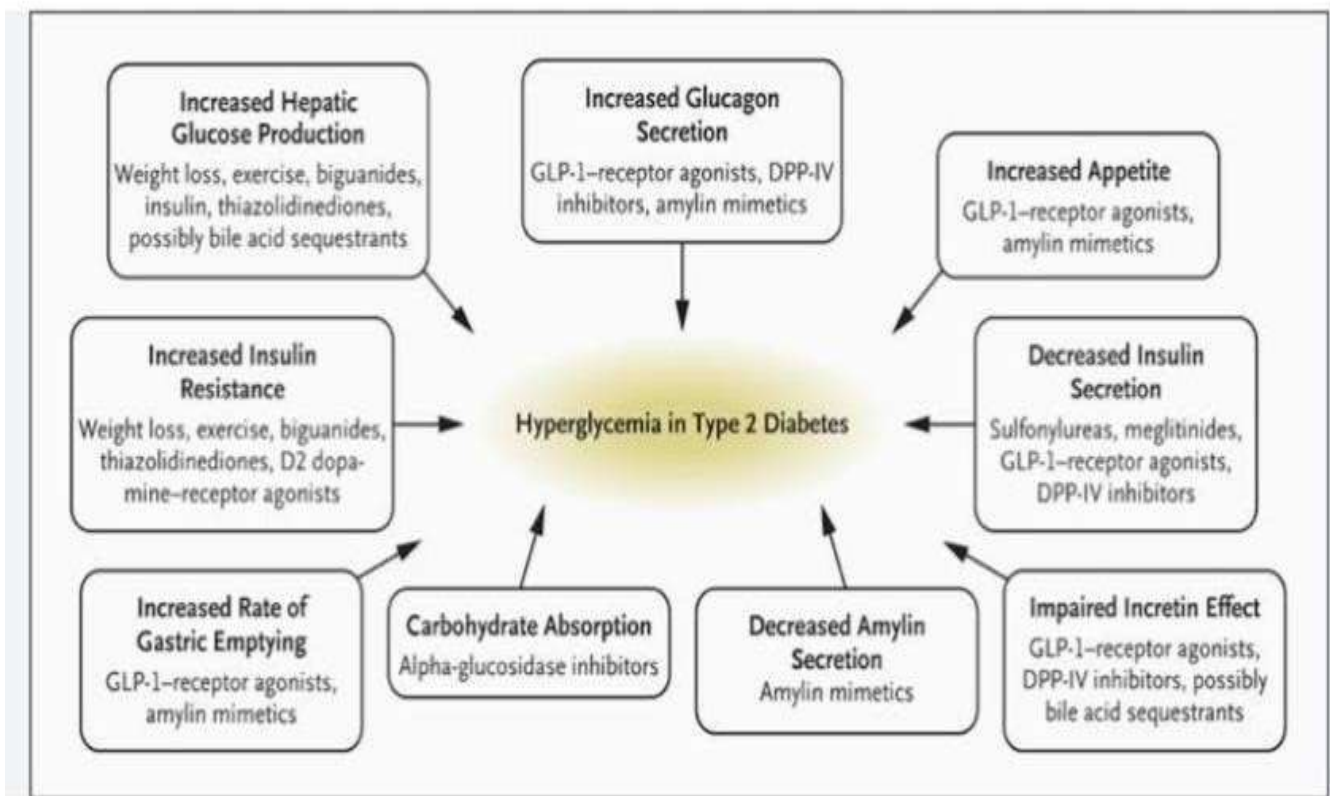 Increased Hepatic
Glucose Production
Weight loss, exercise, biguanides,
insulin, thiazolidinediones,
possibly bile acid sequestrants
Increased Glucagon
Secretion
GLP-1–receptor agonists, DPP-IV
inhibitors, amylin mimetics
Increased Appetite
GLP-1–receptor agonists,
amylin mimetics
Increased Insulin
Resistance
Weight loss, exercise, biguanides,
thiazolidinediones, D2 dopa-
mine–receptor agonists
Hyperglycemia in Type 2 Diabetes
Decreased Insulin
Secretion
Sulfonylureas, meglitinides,
GLP-1–receptor agonists,
DPP-IV inhibitors
Increased Rate of
Gastric Emptying
GLP-1–receptor agonists,
amylin mimetics
Carbohydrate Absorption
Alpha-glucosidase inhibitors
Decreased Amylin
Secretion
Amylin mimetics
Impaired Incretin Effect
GLP-1–receptor agonists,
DPP-IV inhibitors, possibly
bile acid sequestrants